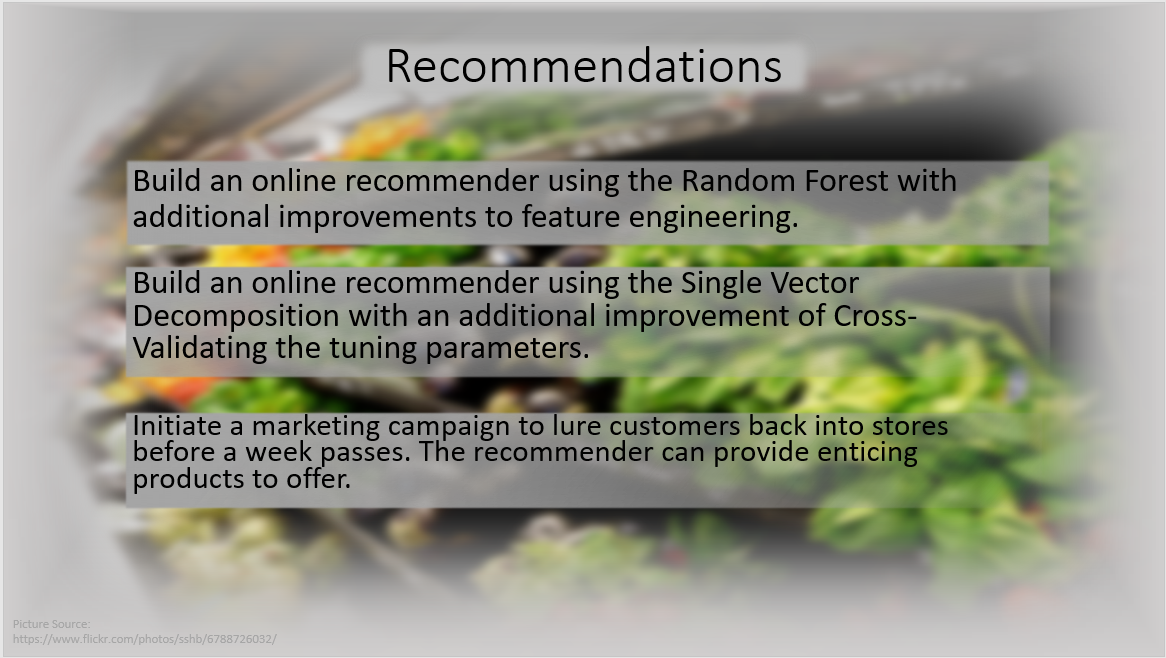 Recommendations
Build an online recommender using the Random Forest with
additional improvements to feature engineering.
Build an online recommender using the Single Vector
Decomposition with an additional improvement of Cross-
Validating the tuning parameters.
Initiate a marketing campaign to lure customers back into stores
before a week passes. The recommender can provide enticing
products to offer.
Picture Source:
https://www.flickr.com/photos/sshb/6788726032/